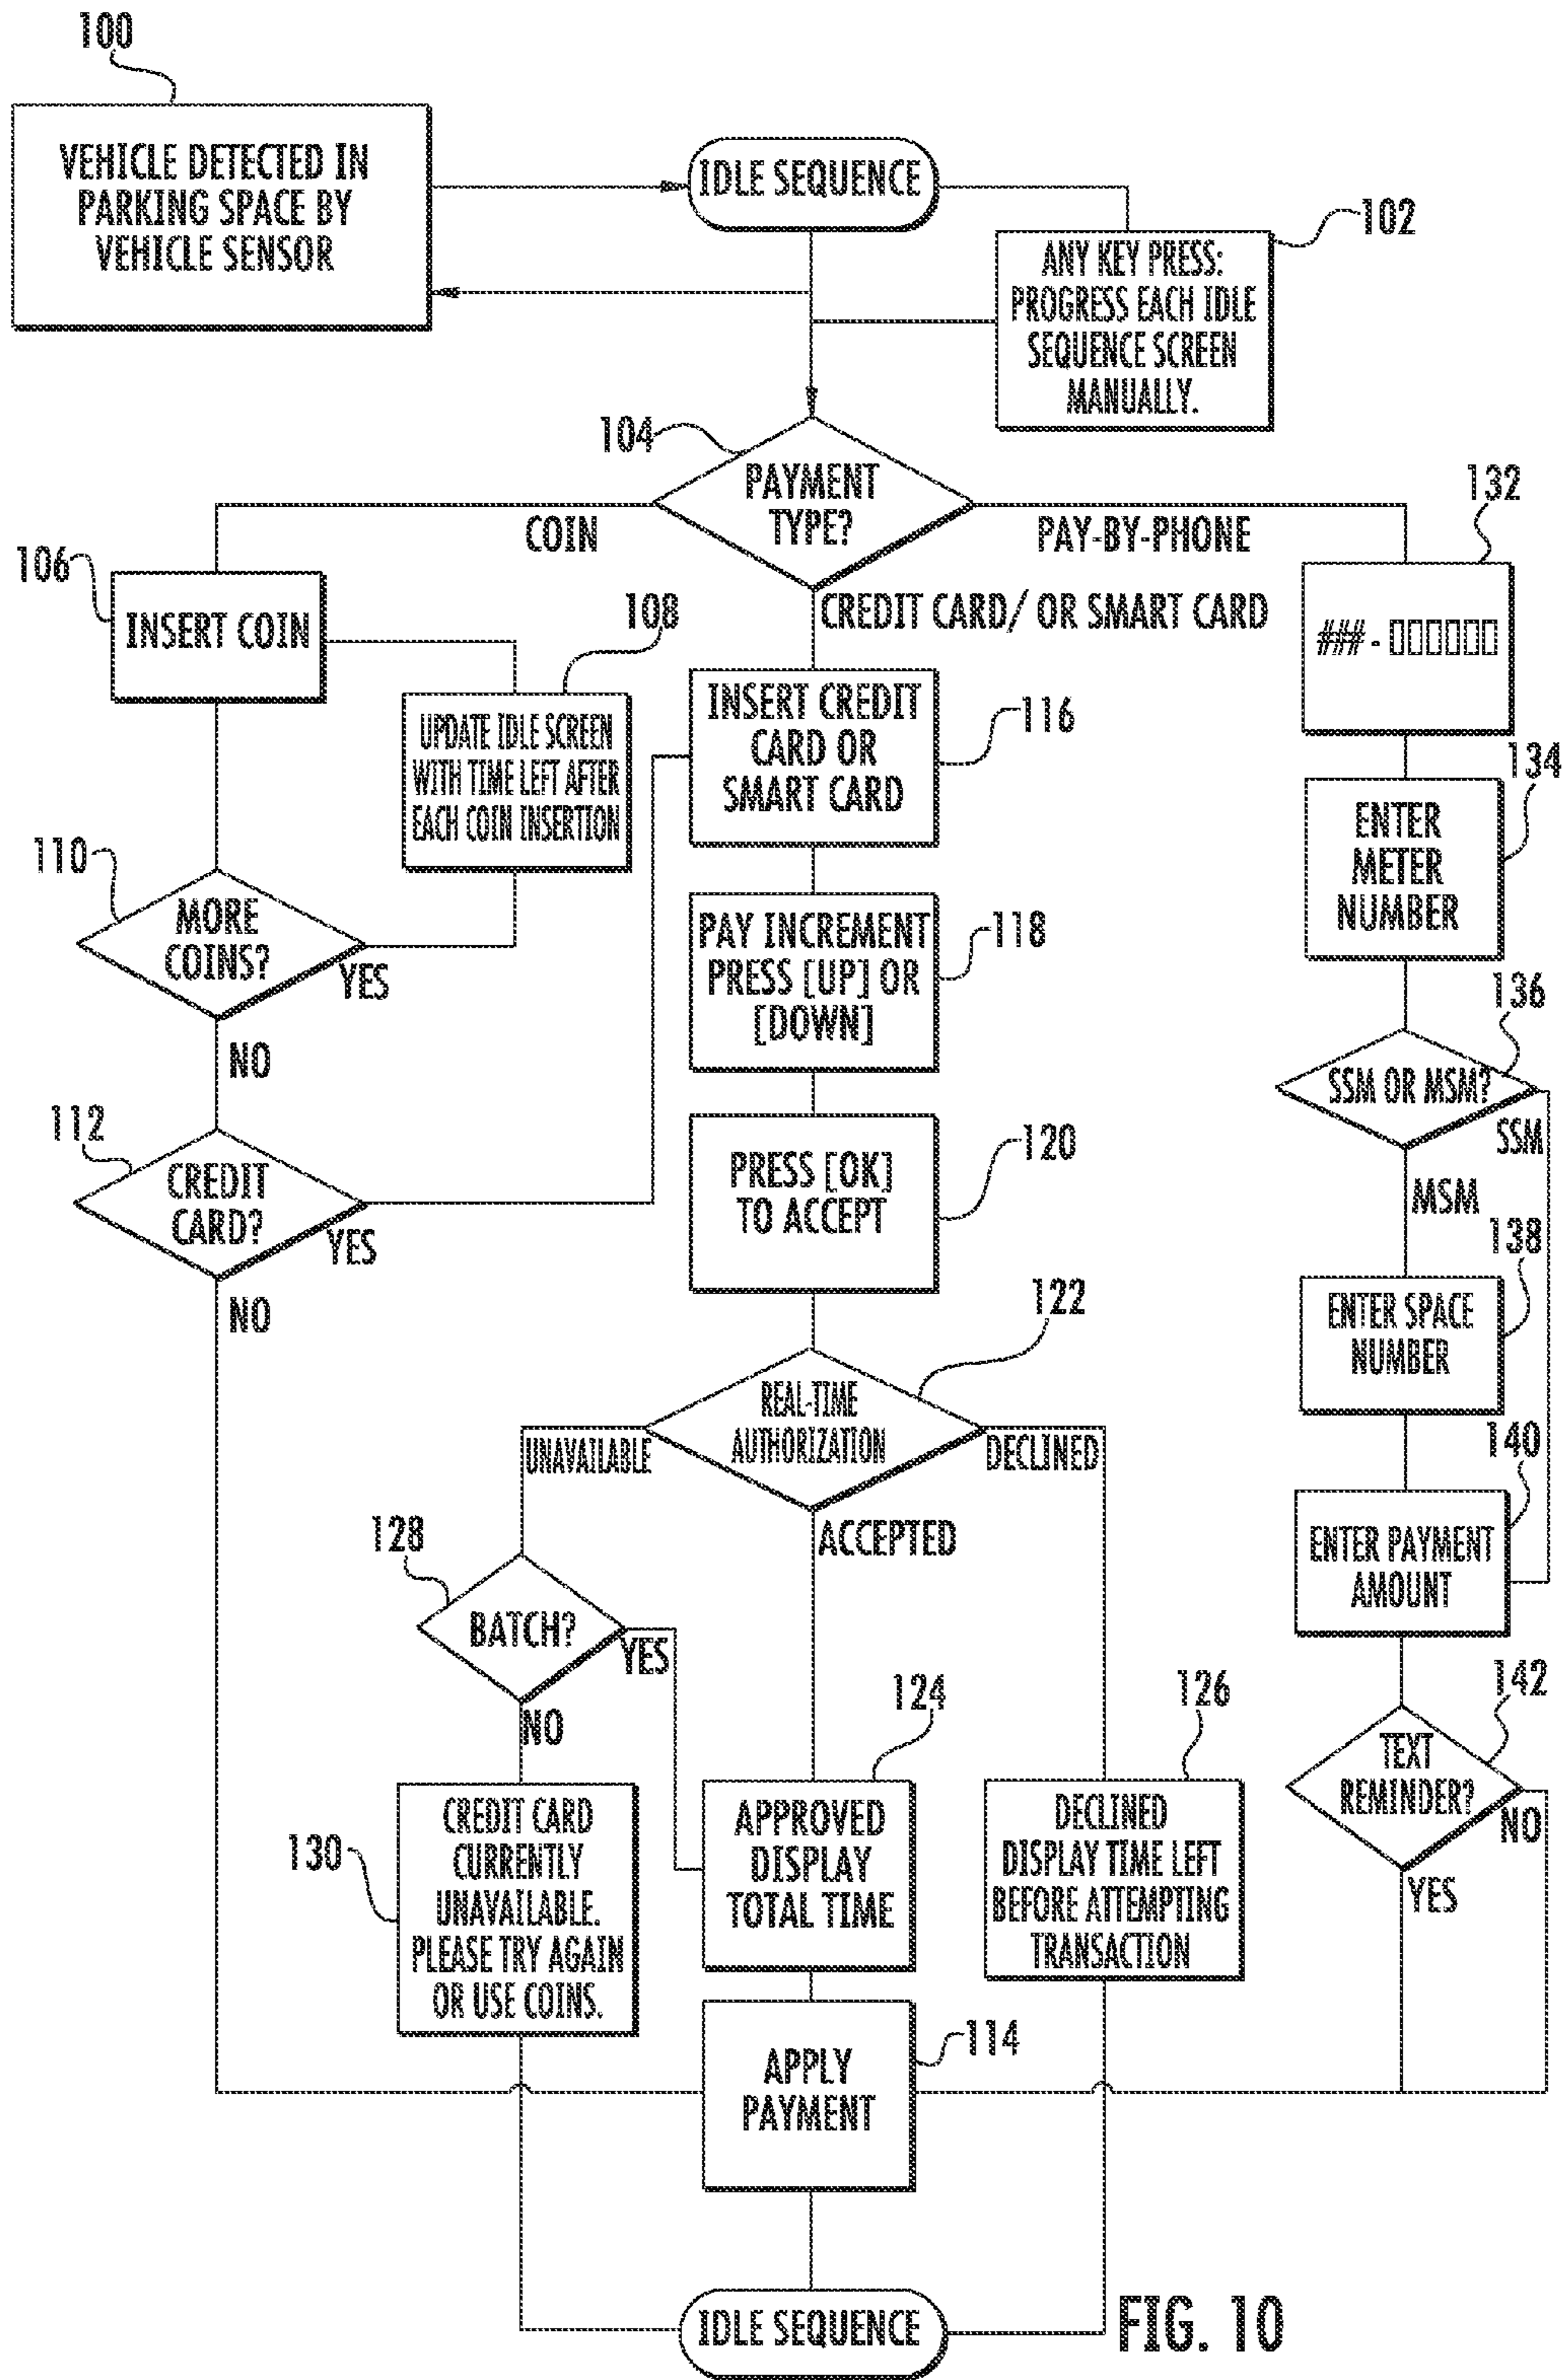 100
VEHICLE DETECTED IN
PARKING SPACE BY
VEHICLE SENSOR
IDLE SEQUENCE
102
ANY KEY PRESS:
PROGRESS EACH IDLE
SEQUENCE SCREEN
MANUALLY.
104
PAYMENT
TYPE?
COIN
PAY-BY-PHONE
CREDIT CARD/ OR SMART CARD
106
INSERT COIN
108
UPDATE IDLE SCREEN
WITH TIME LEFT AFTER
EACH COIN INSERTION
110
MORE
COINS?
YES
NO
112
CREDIT
CARD?
YES
NO
INSERT CREDIT
CARD OR
SMART CARD
116
PAY INCREMENT
PRESS [UP] OR
[DOWN]
118
PRESS [OK]
TO ACCEPT
120
122
REAL-TIME
AUTHORIZATION
UNAVAILABLE
DECLINED
ACCEPTED
128
BATCH?
YES
NO
130
CREDIT CARD
CURRENTLY
UNAVAILABLE.
PLEASE TRY AGAIN
OR USE COINS.
124
APPROVED
DISPLAY
TOTAL TIME
126
DECLINED
DISPLAY TIME LEFT
BEFORE ATTEMPTING
TRANSACTION
114
APPLY
PAYMENT
132
###-▯▯▯▯▯▯
134
ENTER
METER
NUMBER
136
SSM OR MSM?
SSM
MSM
138
ENTER SPACE
NUMBER
140
ENTER PAYMENT
AMOUNT
142
TEXT
REMINDER?
NO
YES
IDLE SEQUENCE
FIG. 10